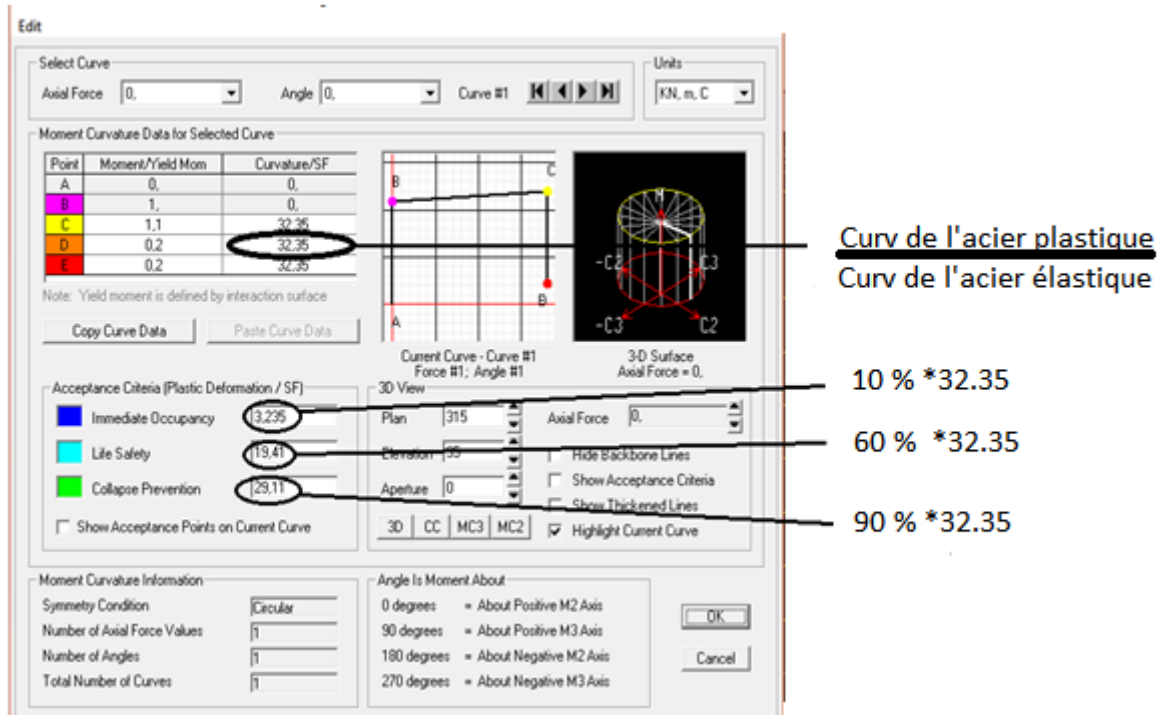 Edit
Select Curve
Units
Axial Force 0, Angle 0, Curve #1 KN, m, C
Moment Curvature Data for Selected Curve
Point Moment/Yield Mom Curvature/SF
A 0, 0,
B 1, 0,
C 1,1 32,35
D 0,2 32,35
E 0,2 32,35
Note: Yield moment is defined by interaction surface
Copy Curve Data Paste Curve Data
B
C
A
B
M
-C2
C3
-C3
C2
Current Curve - Curve #1
Force #1; Angle #1
3-D Surface
Axial Force = 0,
Curv de l'acier plastique
Curv de l'acier élastique
Acceptance Criteria (Plastic Deformation / SF)
Immediate Occupancy 3,235
Life Safety 19,41
Collapse Prevention 29,11
Show Acceptance Points on Current Curve
3D View
Plan 315 Axial Force 0,
Elevation 35 Hide Backbone Lines
Aperture 0 Show Acceptance Criteria
Show Thickened Lines
3D CC MC3 MC2 Highlight Current Curve
10 % *32.35
60 % *32.35
90 % *32.35
Moment Curvature Information
Symmetry Condition Circular
Number of Axial Force Values 1
Number of Angles 1
Total Number of Curves 1
Angle Is Moment About
0 degrees = About Positive M2 Axis
90 degrees = About Positive M3 Axis
180 degrees = About Negative M2 Axis
270 degrees = About Negative M3 Axis
OK
Cancel